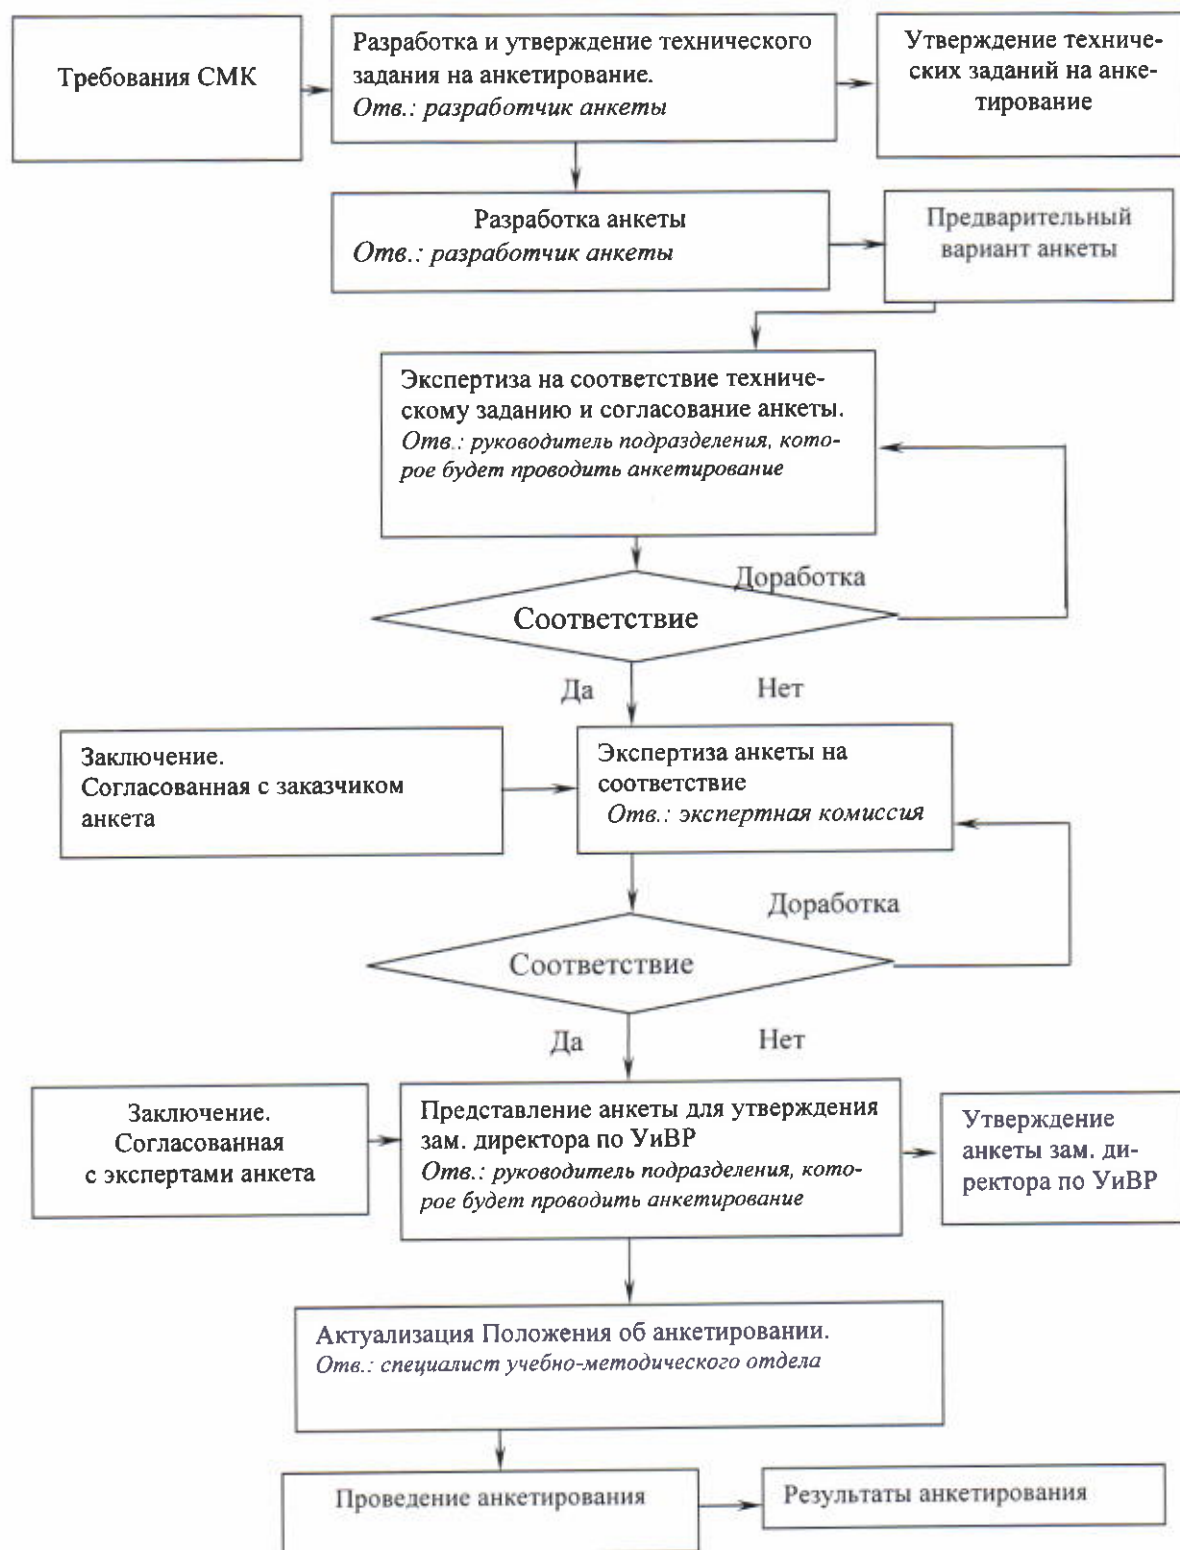 Требования СМК
Разработка и утверждение технического
задания на анкетирование.
Отв.: разработчик анкеты
Утверждение техниче-
ских заданий на анке-
тирование
Разработка анкеты
Отв.: разработчик анкеты
Предварительный
вариант анкеты
Экспертиза на соответствие техниче-
скому заданию и согласование анкеты.
Отв.: руководитель подразделения, кото-
рое будет проводить анкетирование
Доработка
Соответствие
Да
Нет
Заключение.
Согласованная с заказчиком
анкета
Экспертиза анкеты на
соответствие
Отв.: экспертная комиссия
Доработка
Соответствие
Да
Нет
Заключение.
Согласованная
с экспертами анкета
Представление анкеты для утверждения
зам. директора по УиВР
Отв.: руководитель подразделения, кото-
рое будет проводить анкетирование
Утверждение
анкеты зам. ди-
ректора по УиВР
Актуализация Положения об анкетировании.
Отв.: специалист учебно-методического отдела
Проведение анкетирования
Результаты анкетирования